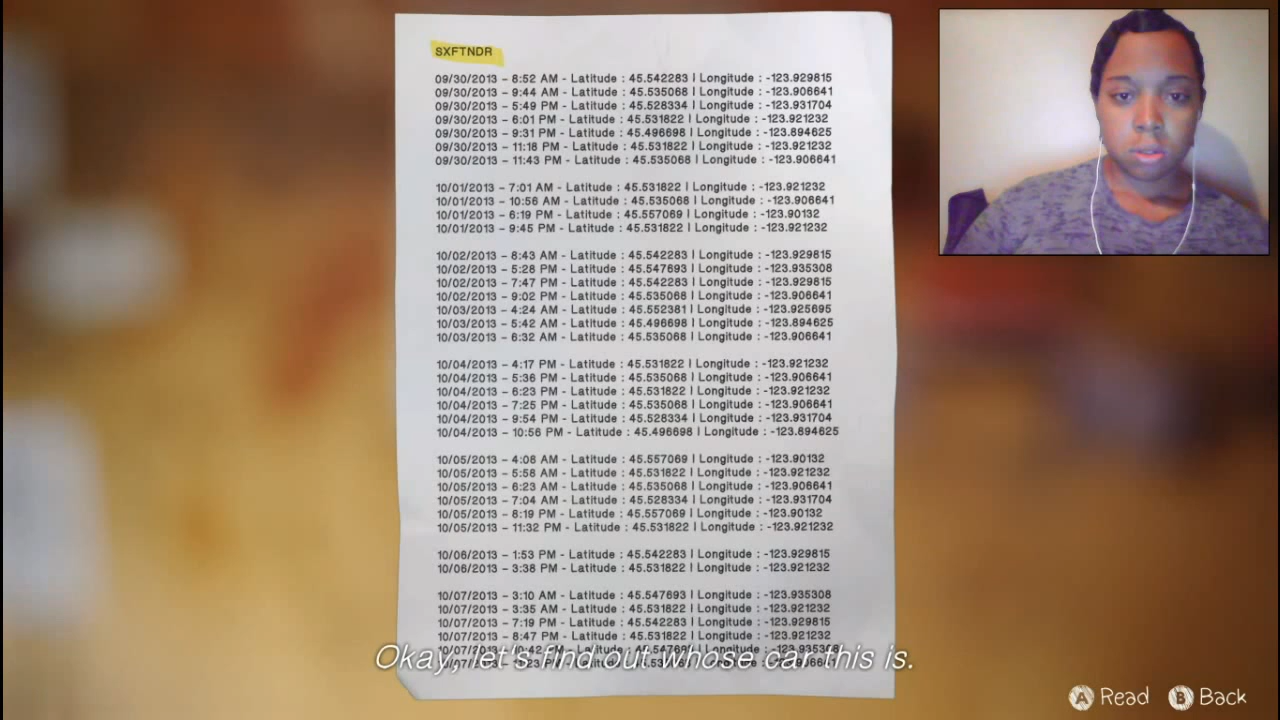 SXFTNDR
09/30/2013 – 8:52 AM - Latitude : 45.542283 | Longitude : -123.929815
09/30/2013 – 9:44 AM - Latitude : 45.535068 | Longitude : -123.906641
09/30/2013 – 5:49 PM - Latitude : 45.528334 | Longitude : -123.931704
09/30/2013 – 6:01 PM - Latitude : 45.531822 | Longitude : -123.921232
09/30/2013 – 9:31 PM - Latitude : 45.496698 | Longitude : -123.894625
09/30/2013 – 11:18 PM - Latitude : 45.531822 | Longitude : -123.921232
09/30/2013 – 11:43 PM - Latitude : 45.535068 | Longitude : -123.906641
10/01/2013 – 7:01 AM - Latitude : 45.531822 | Longitude : -123.921232
10/01/2013 – 10:56 AM - Latitude : 45.535068 | Longitude : -123.906641
10/01/2013 – 6:19 PM - Latitude : 45.557069 | Longitude : -123.90132
10/01/2013 – 9:45 PM - Latitude : 45.531822 | Longitude : -123.921232
10/02/2013 – 8:43 AM - Latitude : 45.542283 | Longitude : -123.929815
10/02/2013 – 5:28 PM - Latitude : 45.547693 | Longitude : -123.935308
10/02/2013 – 7:47 PM - Latitude : 45.542283 | Longitude : -123.929815
10/02/2013 – 9:02 PM - Latitude : 45.535068 | Longitude : -123.906641
10/03/2013 – 4:24 AM - Latitude : 45.552381 | Longitude : -123.925695
10/03/2013 – 5:42 AM - Latitude : 45.496698 | Longitude : -123.894625
10/03/2013 – 6:32 AM - Latitude : 45.535068 | Longitude : -123.906641
10/04/2013 – 4:17 PM - Latitude : 45.531822 | Longitude : -123.921232
10/04/2013 – 5:36 PM - Latitude : 45.535068 | Longitude : -123.906641
10/04/2013 – 6:23 PM - Latitude : 45.531822 | Longitude : -123.921232
10/04/2013 – 7:25 PM - Latitude : 45.535068 | Longitude : -123.906641
10/04/2013 – 9:54 PM - Latitude : 45.528334 | Longitude : -123.931704
10/04/2013 – 10:56 PM - Latitude : 45.496698 | Longitude : -123.894625
10/05/2013 – 4:08 AM - Latitude : 45.557069 | Longitude : -123.90132
10/05/2013 – 5:58 AM - Latitude : 45.531822 | Longitude : -123.921232
10/05/2013 – 6:23 AM - Latitude : 45.535068 | Longitude : -123.906641
10/05/2013 – 7:04 AM - Latitude : 45.528334 | Longitude : -123.931704
10/05/2013 – 8:19 PM - Latitude : 45.557069 | Longitude : -123.90132
10/05/2013 – 11:32 PM - Latitude : 45.531822 | Longitude : -123.921232
10/06/2013 – 1:53 PM - Latitude : 45.542283 | Longitude : -123.929815
10/06/2013 – 3:38 PM - Latitude : 45.531822 | Longitude : -123.921232
10/07/2013 – 3:10 AM - Latitude : 45.547693 | Longitude : -123.935308
10/07/2013 – 3:35 AM - Latitude : 45.531822 | Longitude : -123.921232
10/07/2013 – 7:19 PM - Latitude : 45.542283 | Longitude : -123.929815
10/07/2013 – 8:47 PM - Latitude : 45.531822 | Longitude : -123.921232
Okay, let's find out whose car this is.
A Read B Back